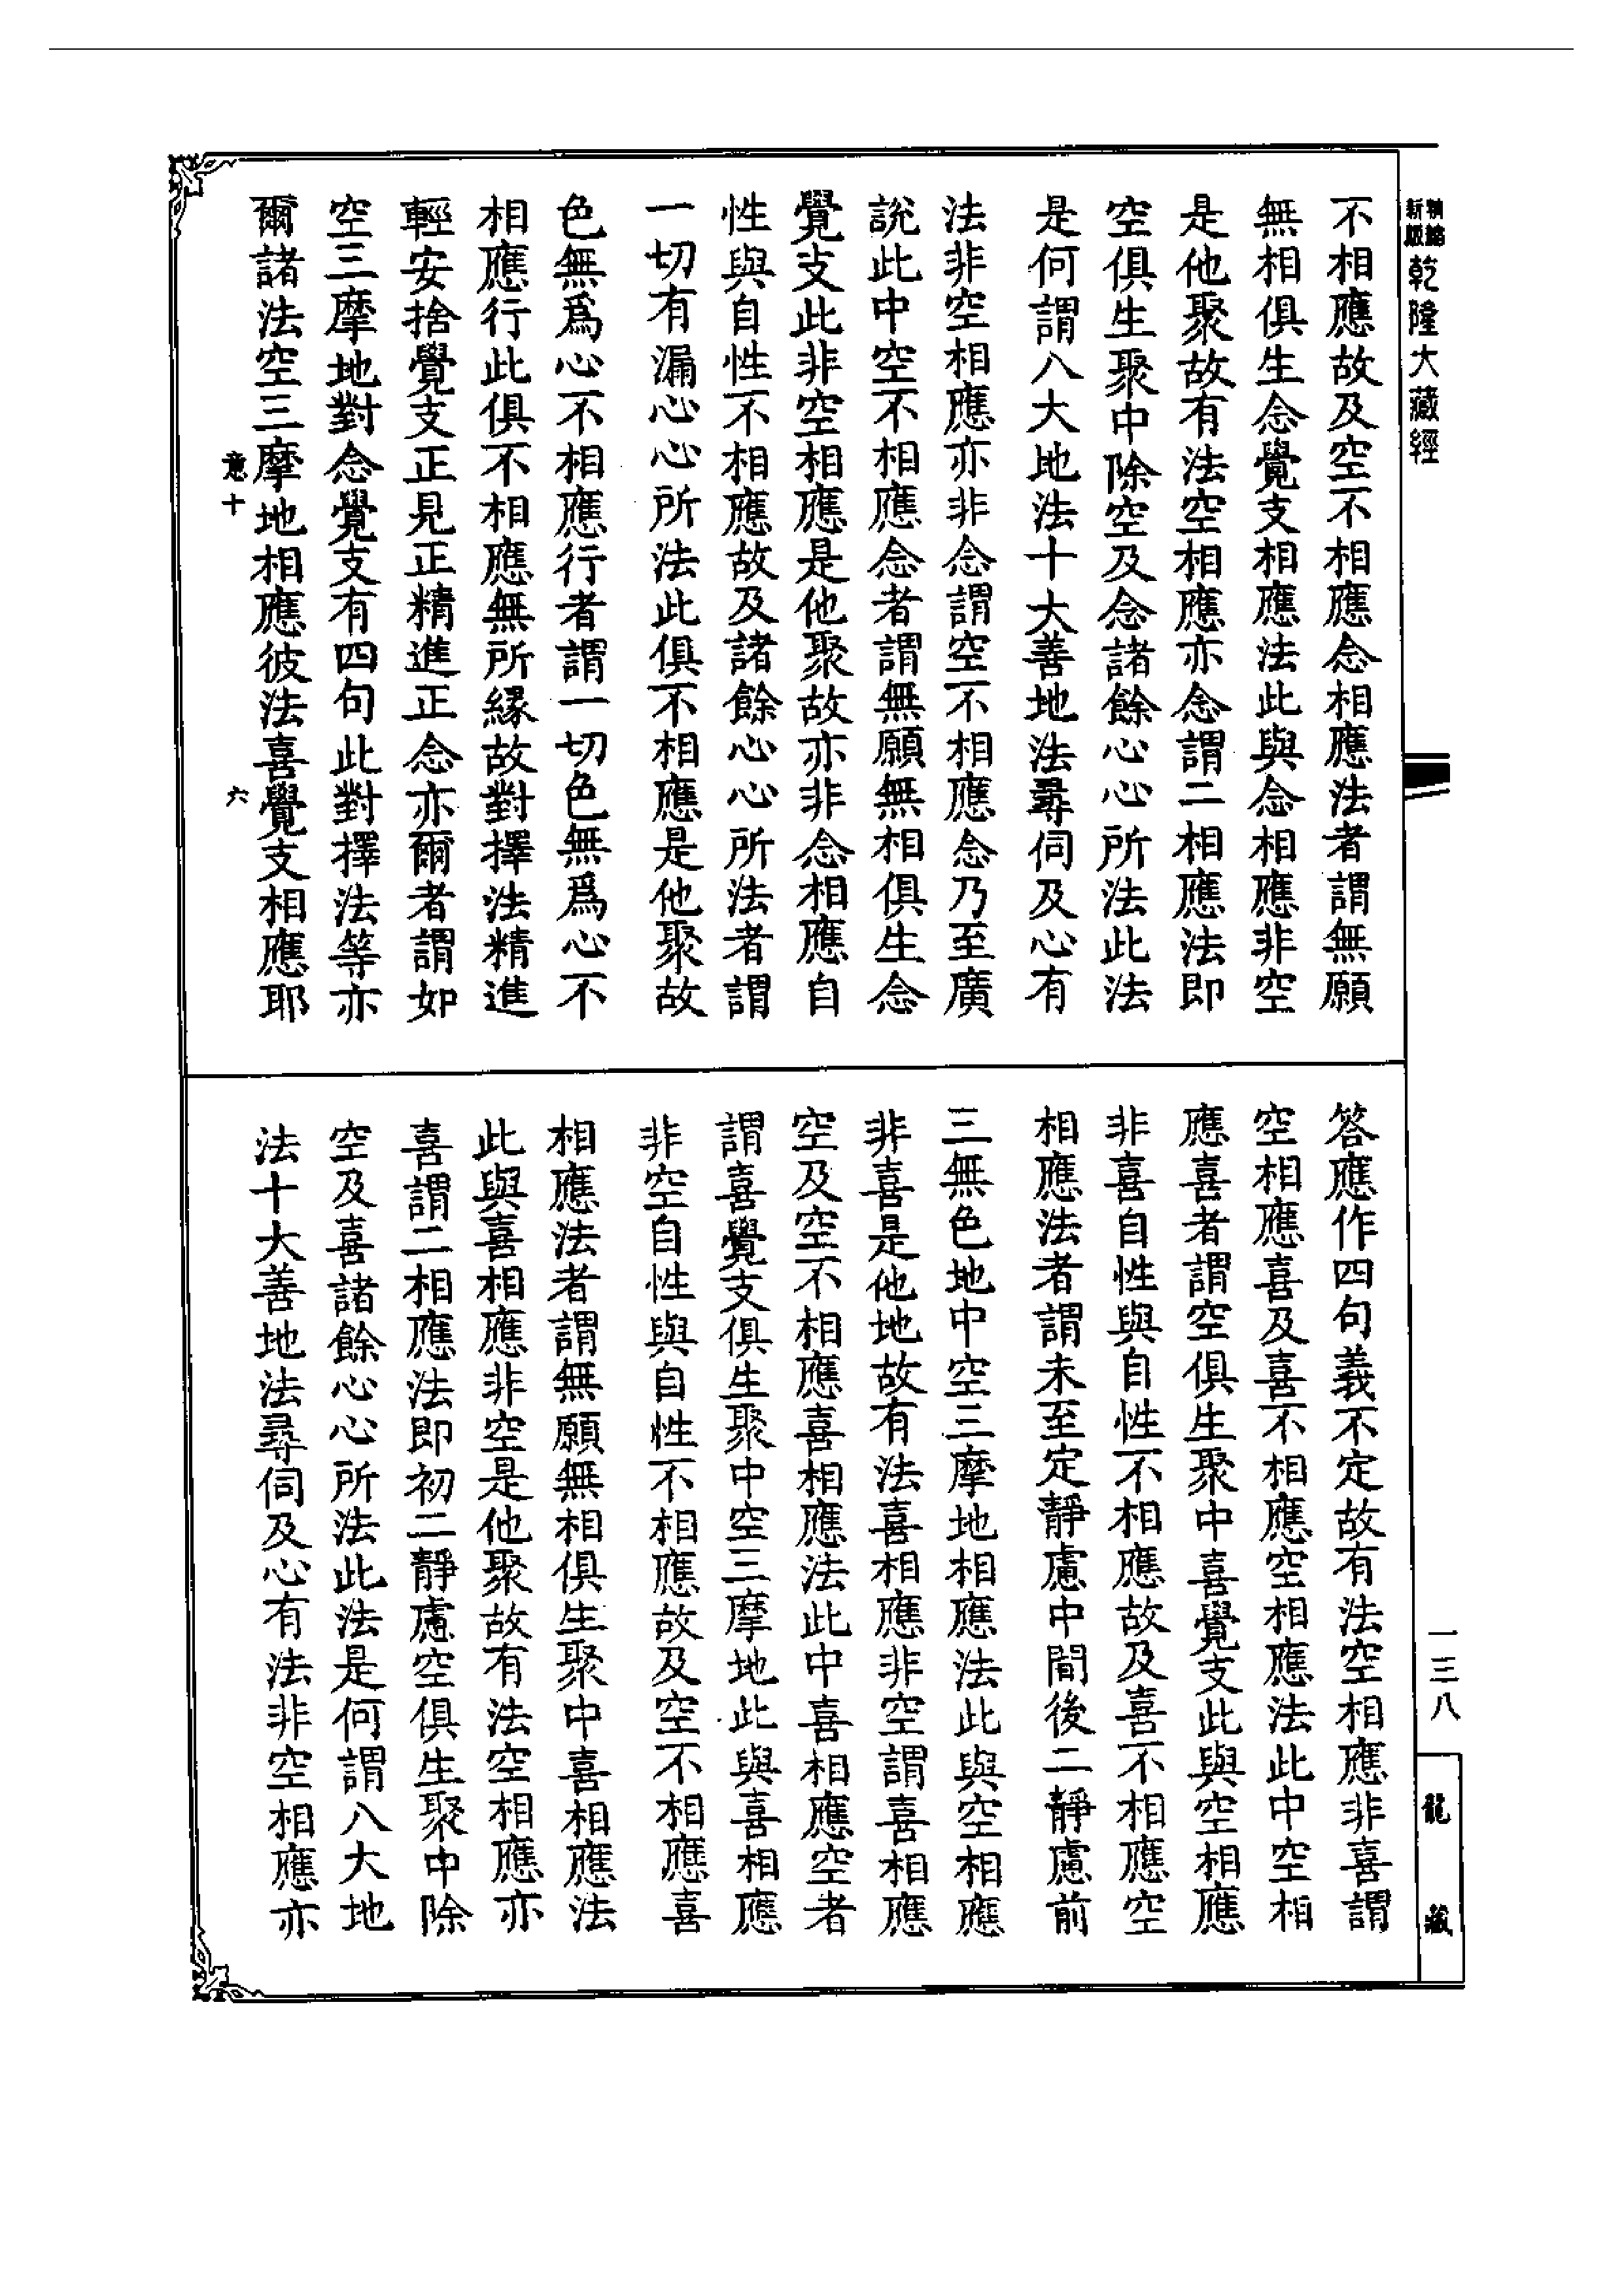 新編縮版乾隆大藏經
不相應故及空不相應念相應法者謂無願
無相俱生念覺支相應法此與念相應非空
是他聚故有法空相應亦念謂二相應法即
空俱生聚中除空及念諸餘心心所法此法
是何謂八大地法十大善地法尋伺及心有
法非空相應亦非念謂空不相應念乃至廣
說此中空不相應念者謂無願無相俱生念
覺支此非空相應是他聚故亦非念相應自
性與自性不相應故及諸餘心心所法者謂
一切有漏心心所法此俱不相應是他聚故
色無爲心不相應行者謂一切色無爲心不
相應行此俱不相應無所緣故對擇法精進
輕安捨覺支正見正精進正念亦爾者謂如
空三摩地對念覺支有四句此對擇法等亦
爾諸法空三摩地相應彼法喜覺支相應耶
意十
六
答應作四句義不定故有法空相應非喜謂
空相應喜及喜不相應空相應法此中空相
應喜者謂空俱生聚中喜覺支此與空相應
非喜自性與自性不相應故及喜不相應空
相應法者謂未至定靜慮中間後二靜慮前
三無色地中空三摩地相應法此與空相應
非喜是他地故有法喜相應非空謂喜相應
空及空不相應喜相應法此中喜相應空者
謂喜覺支俱生聚中空三摩地此與喜相應
非空自性與自性不相應故及空不相應喜
相應法者謂無願無相俱生聚中喜相應法
此與喜相應非空是他聚故有法空相應亦
喜謂二相應法即初二靜慮空俱生聚中除
空及喜諸餘心心所法此法是何謂八大地
法十大善地法尋伺及心有法非空相應亦
一三八
龍藏